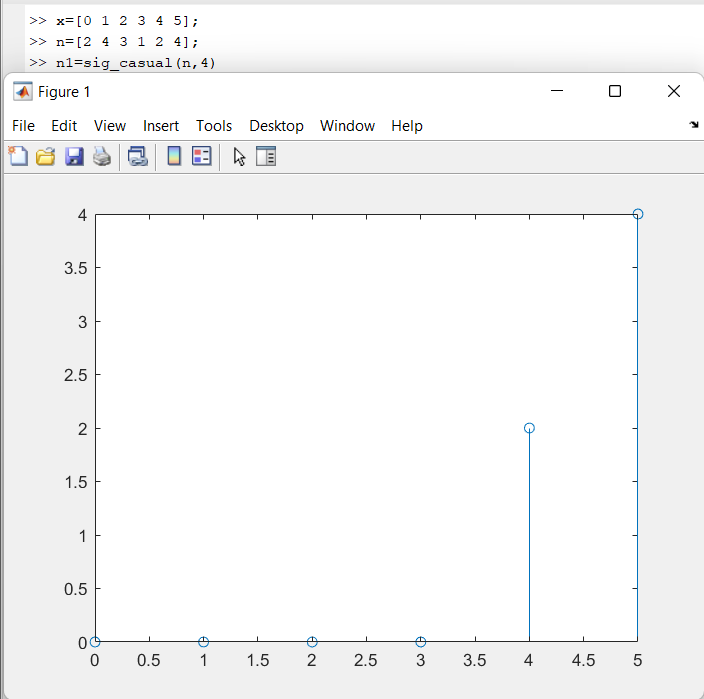 >> x=[0 1 2 3 4 5];
>> n=[2 4 3 1 2 4];
>> n1=sig_casual(n,4)
Figure 1
File Edit View Insert Tools Desktop Window Help
4
3.5
3
2.5
2
1.5
1
0.5
0
0 0.5 1 1.5 2 2.5 3 3.5 4 4.5 5